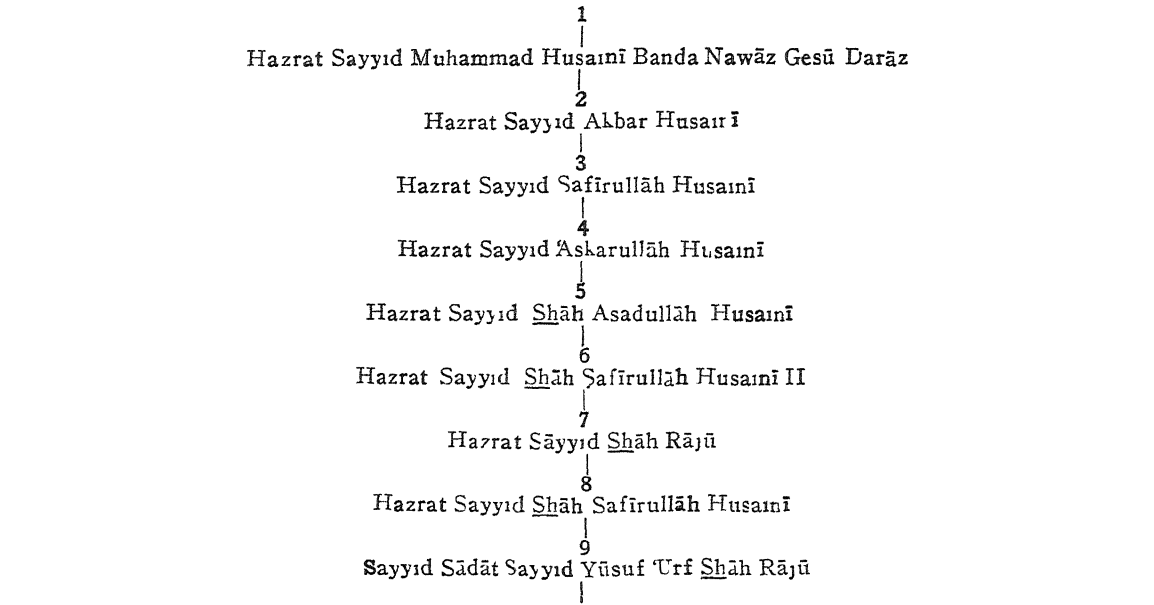 1
Hazrat Sayyid Muhammad Husainī Banda Nawāz Gesū Darāz
2
Hazrat Sayyid Akbar Husainī
3
Hazrat Sayyid Safīrullāh Husainī
4
Hazrat Sayyid ‘Askarullāh Husainī
5
Hazrat Sayyid Shāh Asadullāh Husainī
6
Hazrat Sayyid Shāh Ṣafīrullāh Husainī II
7
Hazrat Sāyyid Shāh Rājū
8
Hazrat Sayyid Shāh Safīrullāh Husainī
9
Sayyid Sādāt Sayyid Yūsuf ‘Urf Shāh Rājū